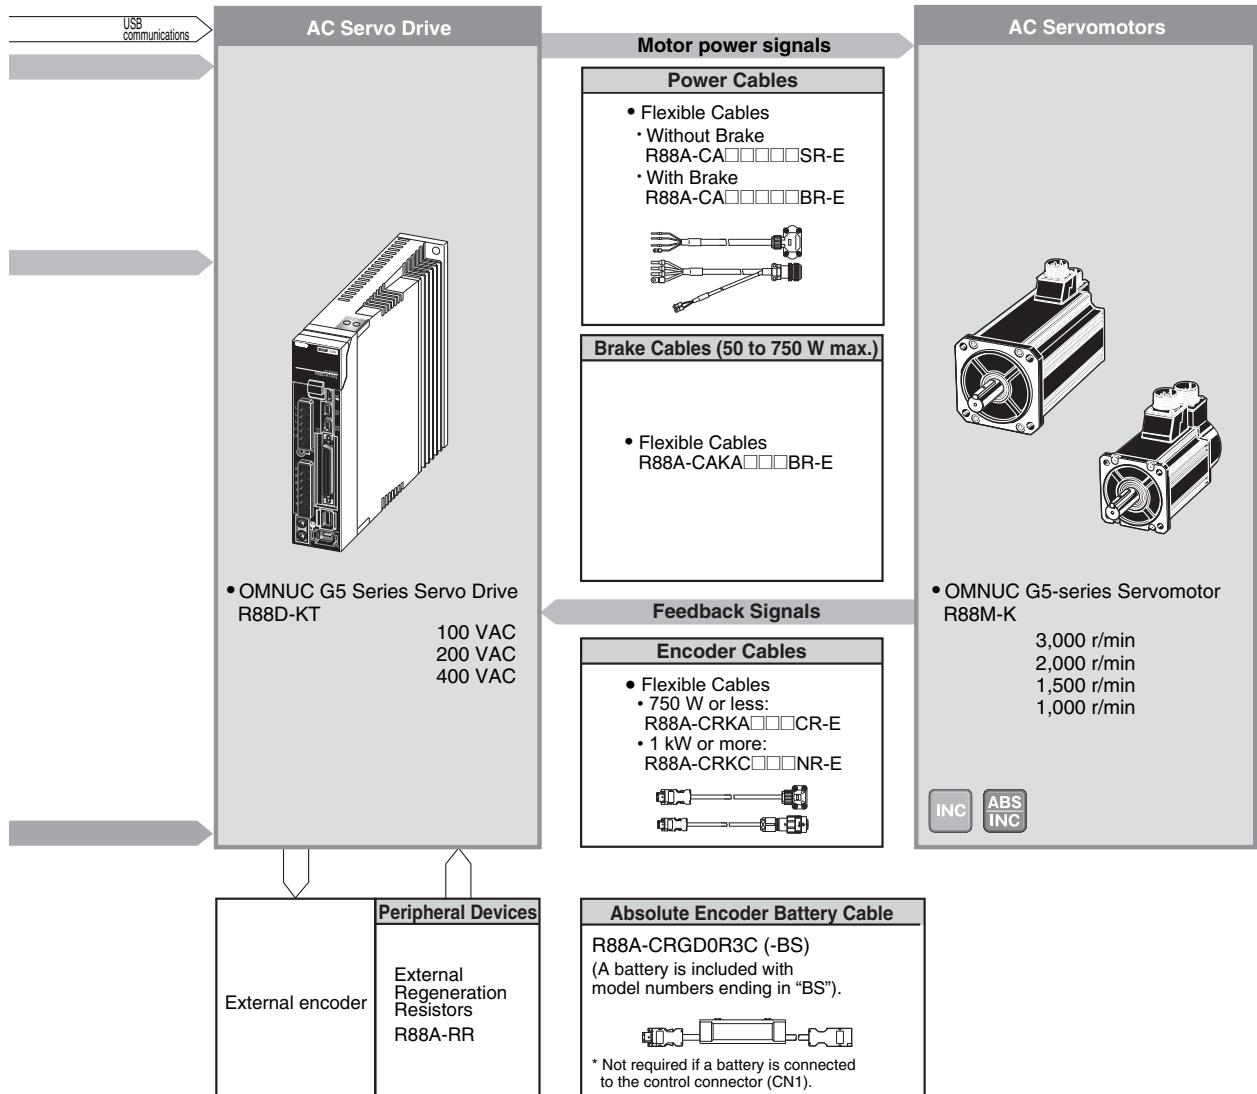 USB
communications
AC Servo Drive
• OMNUC G5 Series Servo Drive
R88D-KT
100 VAC
200 VAC
400 VAC
Motor power signals
Power Cables
• Flexible Cables
・Without Brake
R88A-CA□□□□□SR-E
・With Brake
R88A-CA□□□□□BR-E
Brake Cables (50 to 750 W max.)
• Flexible Cables
R88A-CAKA□□□BR-E
Feedback Signals
Encoder Cables
• Flexible Cables
• 750 W or less:
R88A-CRKA□□□CR-E
• 1 kW or more:
R88A-CRKC□□□NR-E
AC Servomotors
• OMNUC G5-series Servomotor
R88M-K
3,000 r/min
2,000 r/min
1,500 r/min
1,000 r/min
INC
ABS
INC
External encoder
Peripheral Devices
External
Regeneration
Resistors
R88A-RR
Absolute Encoder Battery Cable
R88A-CRGD0R3C (-BS)
(A battery is included with
model numbers ending in “BS”).
* Not required if a battery is connected
to the control connector (CN1).